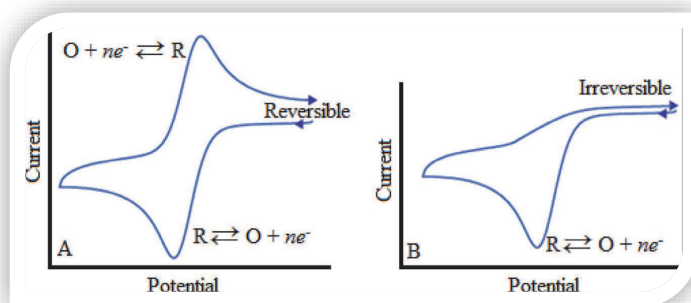 O + ne⁻ ⇄ R
Reversible
Current
R ⇄ O + ne⁻
A
Potential
Irreversible
Current
R ⇄ O + ne⁻
B
Potential